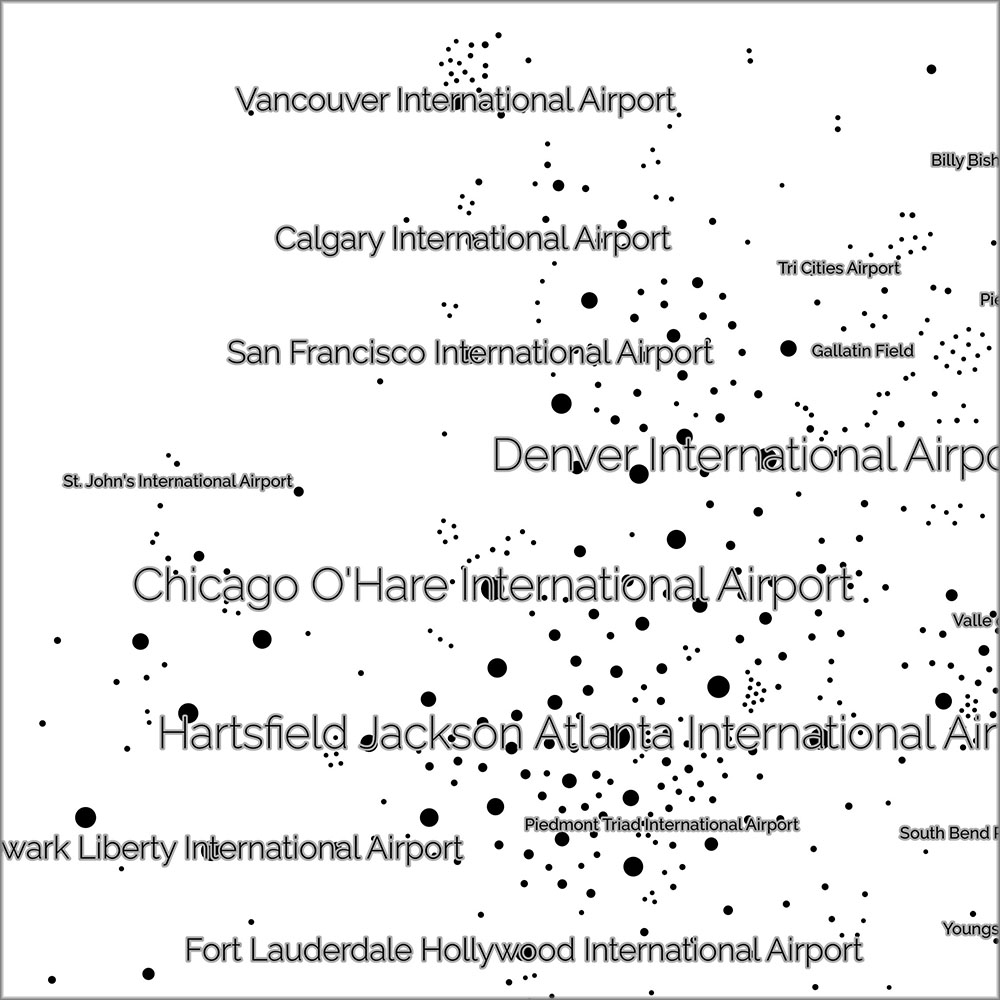 Vancouver International Airport
Billy Bish
Calgary International Airport
Tri Cities Airport
Pie
San Francisco International Airport
Gallatin Field
Denver International Airpo
St. John's International Airport
Chicago O'Hare International Airport
Valle
Hartsfield Jackson Atlanta International Air
Piedmont Triad International Airport
South Bend R
wark Liberty International Airport
Youngs
Fort Lauderdale Hollywood International Airport